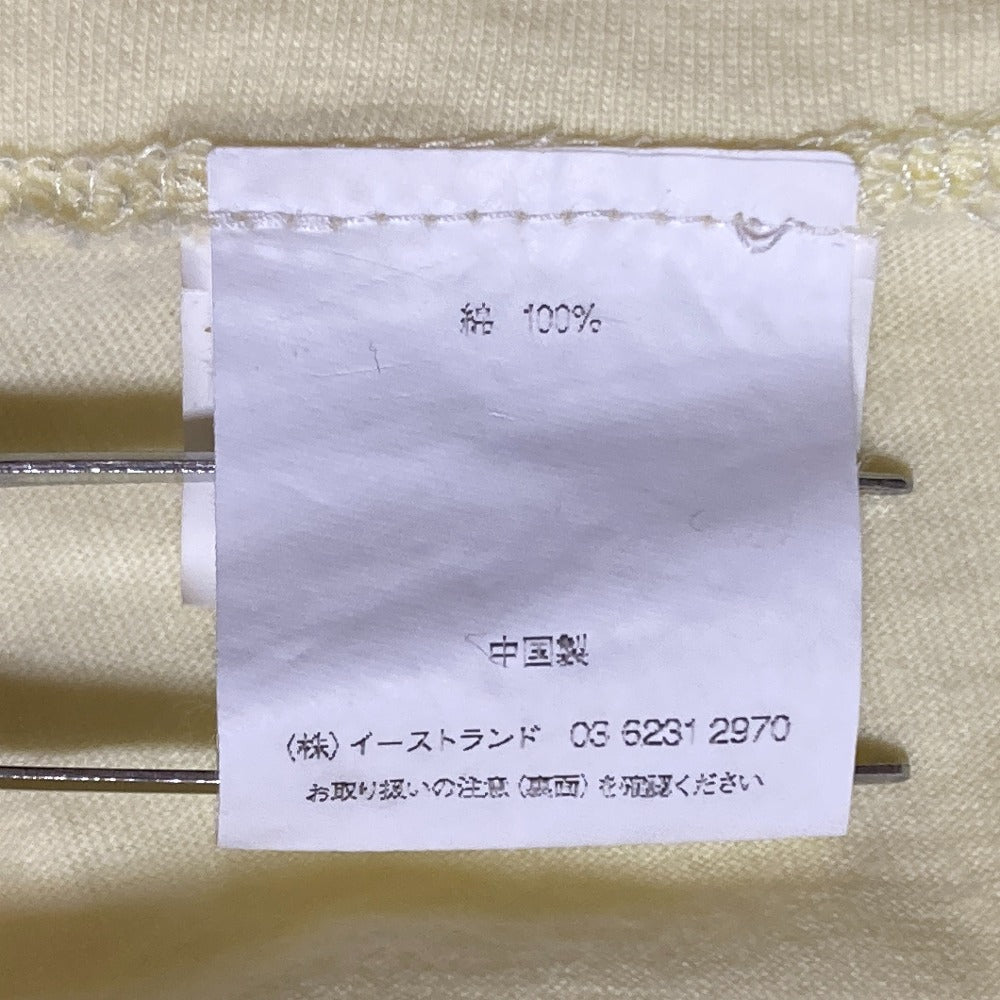 綿 100%
中国製
(株)イーストランド 03 6231 2970
お取り扱いの注意(裏面)を確認ください